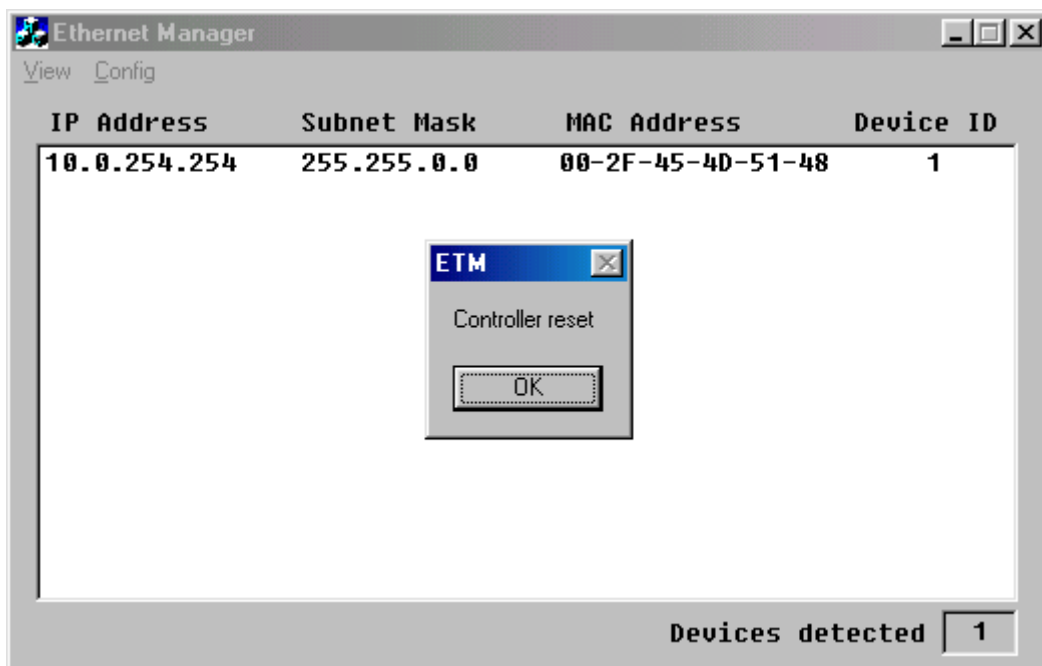 Ethernet Manager
View Config
IP Address Subnet Mask MAC Address Device ID
10.0.254.254 255.255.0.0 00-2F-45-4D-51-48 1
ETM
Controller reset
OK
Devices detected 1